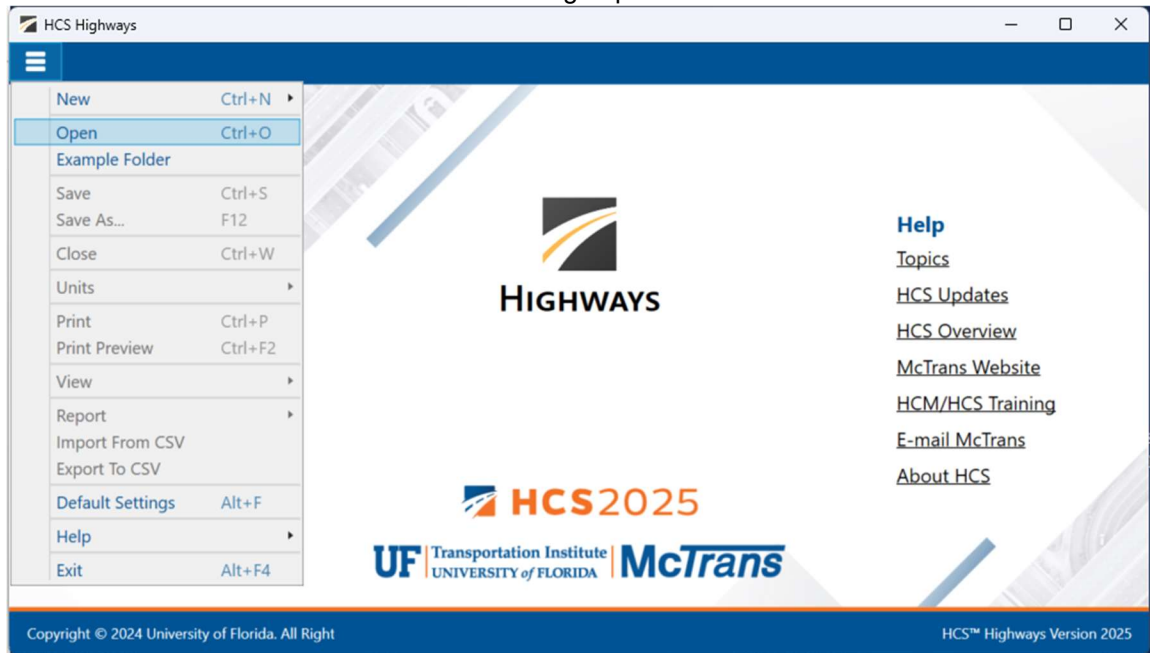 HCS Highways
New Ctrl+N
Open Ctrl+O
Example Folder
Save Ctrl+S
Save As... F12
Close Ctrl+W
Units
Print Ctrl+P
Print Preview Ctrl+F2
View
Report
Import From CSV
Export To CSV
Default Settings Alt+F
Help
Exit Alt+F4
HIGHWAYS
HCS2025
UF Transportation Institute
UNIVERSITY of FLORIDA
McTrans
Help
Topics
HCS Updates
HCS Overview
McTrans Website
HCM/HCS Training
E-mail McTrans
About HCS
Copyright © 2024 University of Florida. All Right
HCS™ Highways Version 2025